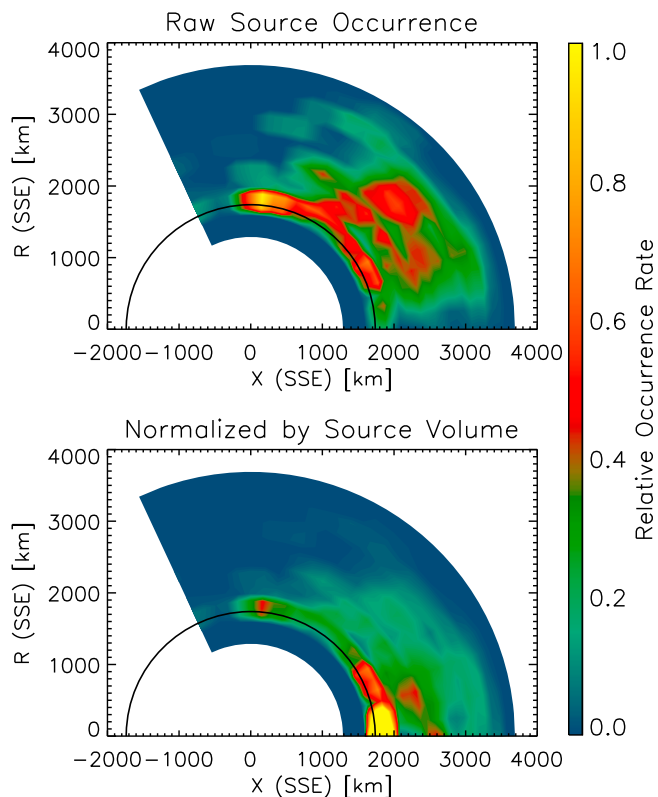 Raw Source Occurrence
4000
3000
2000
1000
0
R (SSE) [km]
-2000 -1000 0 1000 2000 3000 4000
X (SSE) [km]
Normalized by Source Volume
4000
3000
2000
1000
0
R (SSE) [km]
-2000 -1000 0 1000 2000 3000 4000
X (SSE) [km]
1.0
0.8
0.6
0.4
0.2
0.0
Relative Occurrence Rate